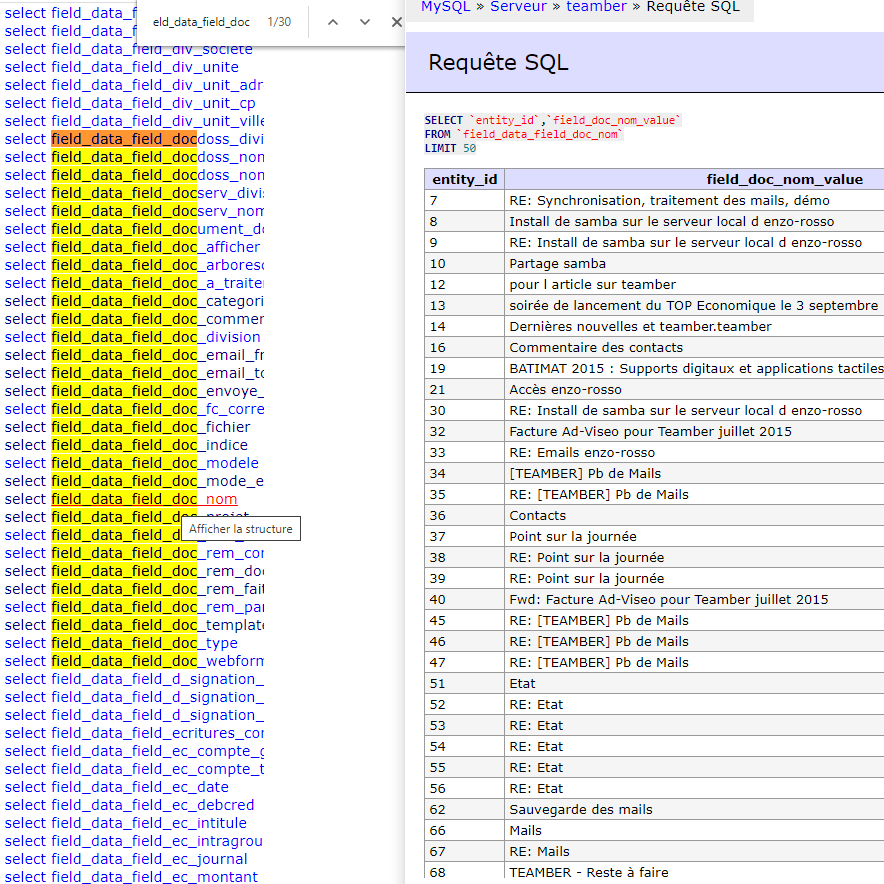 select field_data_f
select field_data_f
select field_data_field_div_societe
select field_data_field_div_unite
select field_data_field_div_unit_adr
select field_data_field_div_unit_cp
select field_data_field_div_unit_ville
select field_data_field_docdoss_divi
select field_data_field_docdoss_nom
select field_data_field_docdoss_nom
select field_data_field_docserv_divis
select field_data_field_docserv_nom
select field_data_field_document_do
select field_data_field_doc_afficher
select field_data_field_doc_arboresc
select field_data_field_doc_a_traiter
select field_data_field_doc_categori
select field_data_field_doc_commen
select field_data_field_doc_division
select field_data_field_doc_email_fr
select field_data_field_doc_email_to
select field_data_field_doc_envoye_
select field_data_field_doc_fc_corre
select field_data_field_doc_fichier
select field_data_field_doc_indice
select field_data_field_doc_modele
select field_data_field_doc_mode_e
select field_data_field_doc_nom
select field_data_field_doc_projet
select field_data_field_doc
select field_data_field_doc_rem_con
select field_data_field_doc_rem_doc
select field_data_field_doc_rem_fait
select field_data_field_doc_rem_par
select field_data_field_doc_template
select field_data_field_doc_type
select field_data_field_doc_webform
select field_data_field_d_signation_
select field_data_field_d_signation_
select field_data_field_d_signation_
select field_data_field_ecritures_con
select field_data_field_ec_compte_g
select field_data_field_ec_compte_t
select field_data_field_ec_date
select field_data_field_ec_debcred
select field_data_field_ec_intitule
select field_data_field_ec_intragrou
select field_data_field_ec_journal
select field_data_field_ec_montant
eld_data_field_doc 1/30
Afficher la structure
MySQL » Serveur » teamber » Requête SQL
Requête SQL
SELECT `entity_id`,`field_doc_nom_value`
FROM `field_data_field_doc_nom`
LIMIT 50
entity_id field_doc_nom_value
7 RE: Synchronisation, traitement des mails, démo
8 Install de samba sur le serveur local d enzo-rosso
9 RE: Install de samba sur le serveur local d enzo-rosso
10 Partage samba
12 pour l article sur teamber
13 soirée de lancement du TOP Economique le 3 septembre
14 Dernières nouvelles et teamber.teamber
16 Commentaire des contacts
19 BATIMAT 2015 : Supports digitaux et applications tactiles
21 Accès enzo-rosso
30 RE: Install de samba sur le serveur local d enzo-rosso
32 Facture Ad-Viseo pour Teamber juillet 2015
33 RE: Emails enzo-rosso
34 [TEAMBER] Pb de Mails
35 RE: [TEAMBER] Pb de Mails
36 Contacts
37 Point sur la journée
38 RE: Point sur la journée
39 RE: Point sur la journée
40 Fwd: Facture Ad-Viseo pour Teamber juillet 2015
45 RE: [TEAMBER] Pb de Mails
46 RE: [TEAMBER] Pb de Mails
47 RE: [TEAMBER] Pb de Mails
51 Etat
52 RE: Etat
53 RE: Etat
54 RE: Etat
55 RE: Etat
56 RE: Etat
62 Sauvegarde des mails
66 Mails
67 RE: Mails
68 TEAMBER - Reste à faire